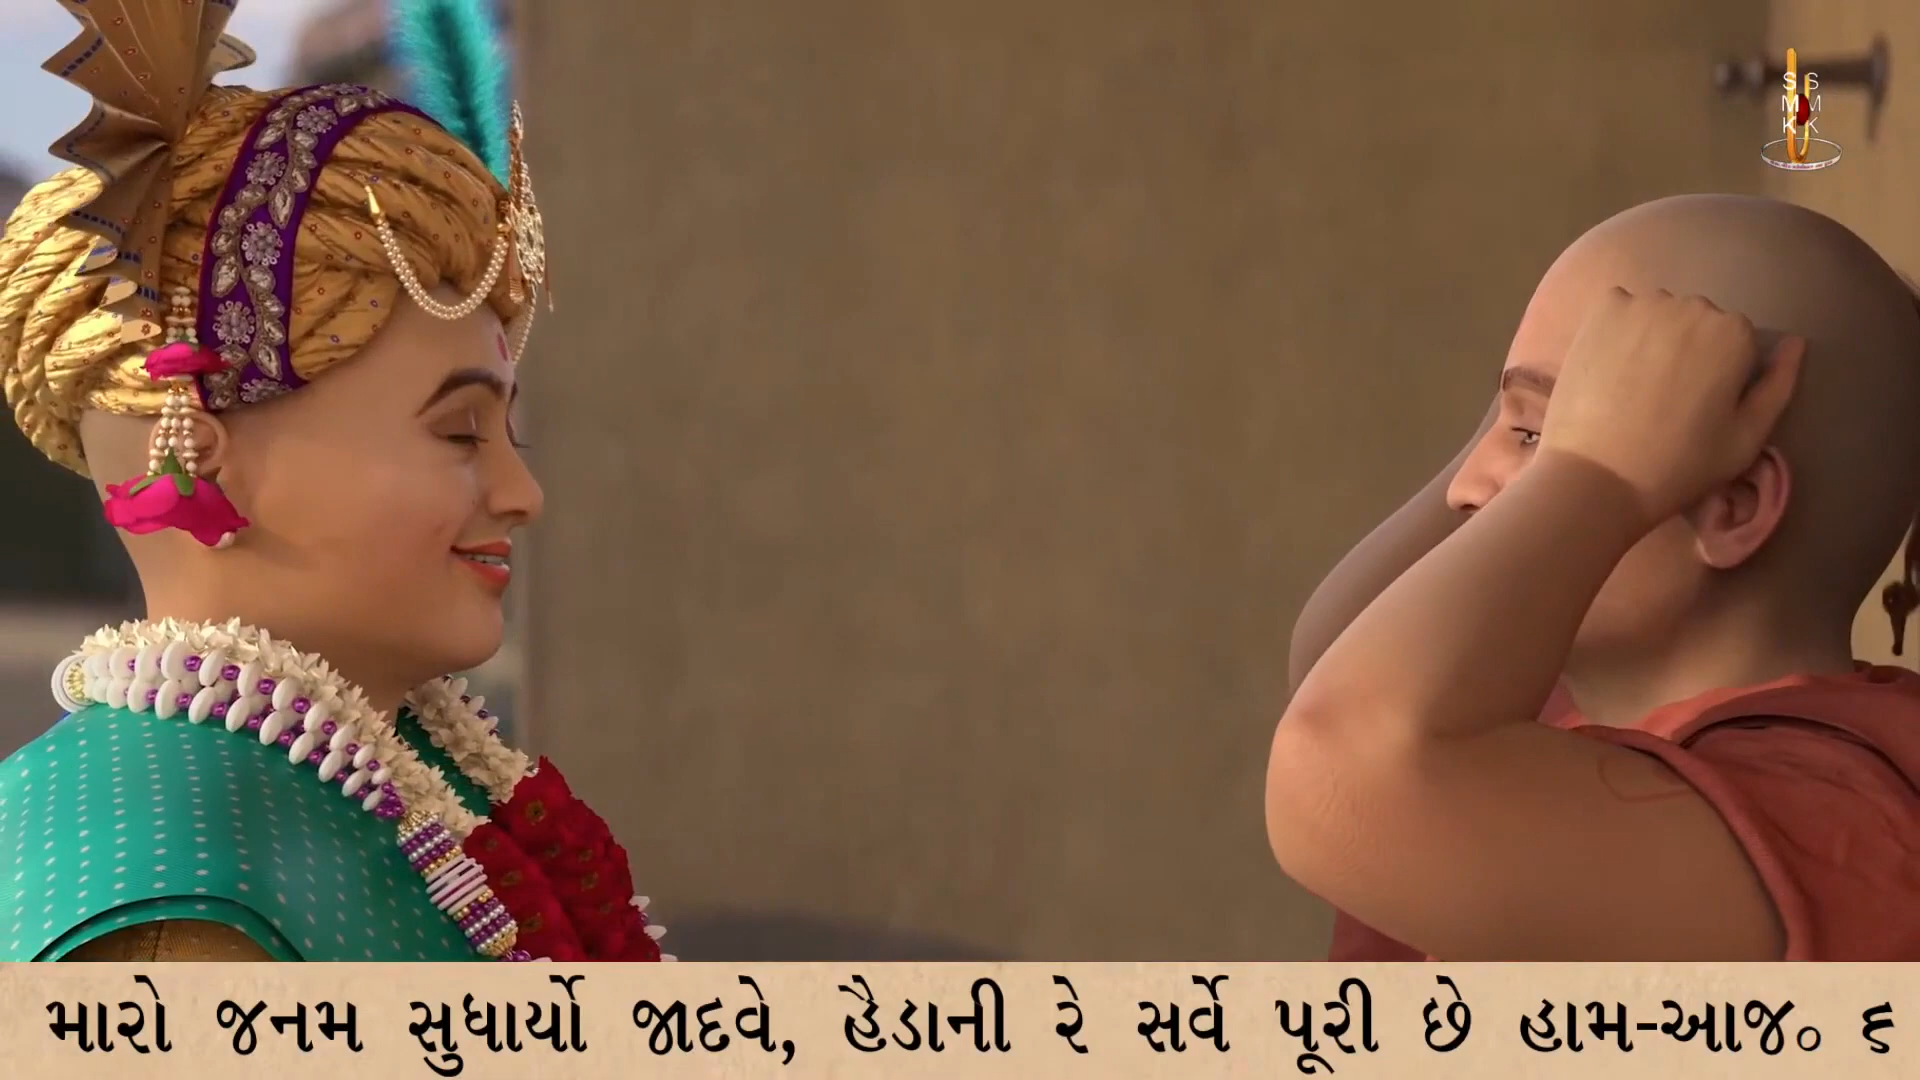 S S
M M
K K
મારો જનમ સુધાર્યો જાદવે, હૈડાની રે સર્વે પૂરી છે હામ-આજ૦ ૬